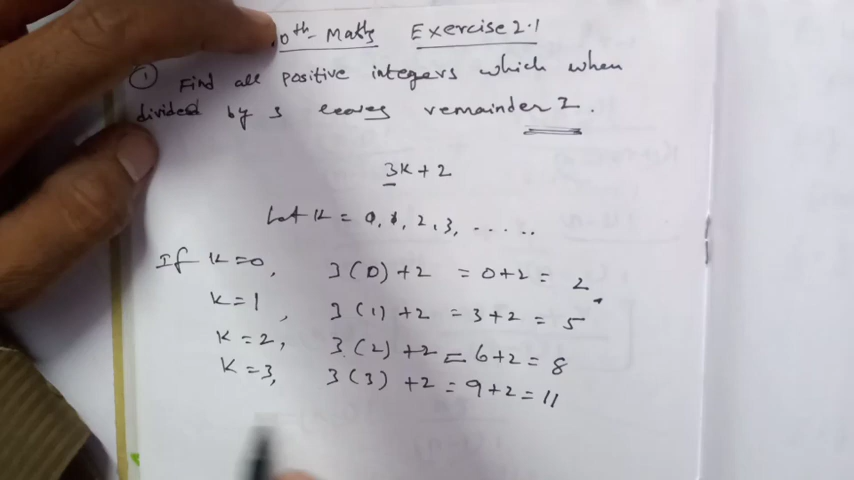 0th Maths Exercise 2.1
① Find all positive integers which when
divided by 3 leaves remainder 2.
3K + 2
Let K = 0, 1, 2, 3, .....
If K=0, 3(0)+2 = 0+2 = 2
K=1, 3(1)+2 = 3+2 = 5
K=2, 3(2)+2 = 6+2 = 8
K=3, 3(3)+2 = 9+2 = 11